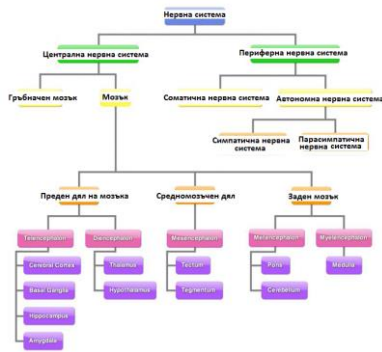 Нервна система
Централна нервна система
Периферна нервна система
Гръбначен мозък
Мозък
Соматична нервна система
Автономна нервна система
Симпатична нервна
система
Парасимпатична
нервна система
Преден дял на мозъка
Средномозъчен дял
Заден мозък
Telencephalon
Diencephalon
Mesencephalon
Metencephalon
Myelencephalon
Cerebral Cortex
Thalamus
Tectum
Pons
Medulla
Basal Ganglia
Hypothalamus
Tegmentum
Cerebellum
Hippocampus
Amygdala